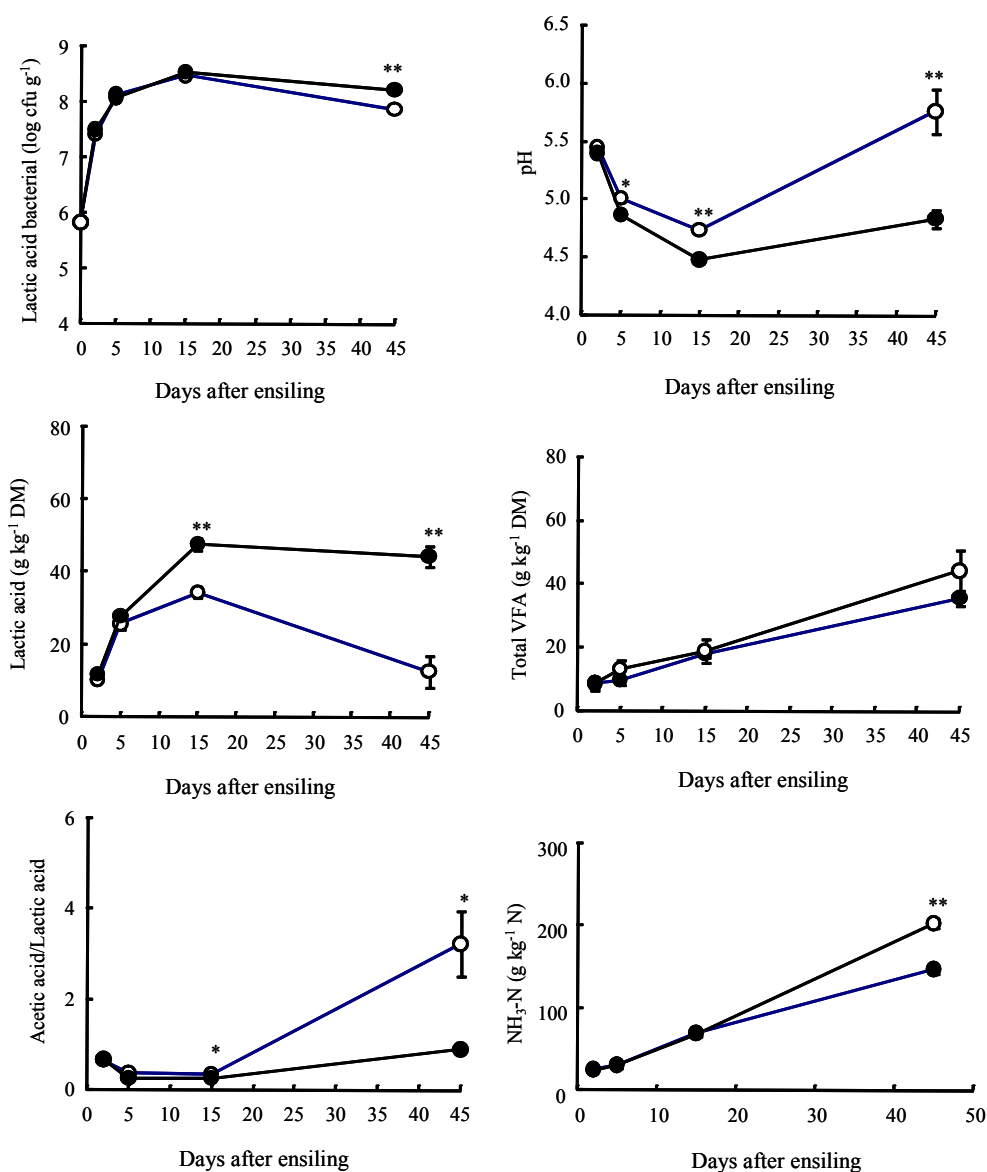 Lactic acid bacterial (log cfu g⁻¹)
9
8
7
6
5
4
**
0 5 10 15 20 25 30 35 40 45
Days after ensiling
pH
6.5
6.0
5.5
5.0
4.5
4.0
*
**
**
0 5 10 15 20 25 30 35 40 45
Days after ensiling
Lactic acid (g kg⁻¹ DM)
80
60
40
20
0
**
**
0 5 10 15 20 25 30 35 40 45
Days after ensiling
Total VFA (g kg⁻¹ DM)
80
60
40
20
0
0 5 10 15 20 25 30 35 40 45
Days after ensiling
Acetic acid/Lactic acid
6
4
2
0
*
*
0 5 10 15 20 25 30 35 40 45
Days after ensiling
NH₃-N (g kg⁻¹ N)
300
200
100
0
**
0 10 20 30 40 50
Days after ensiling